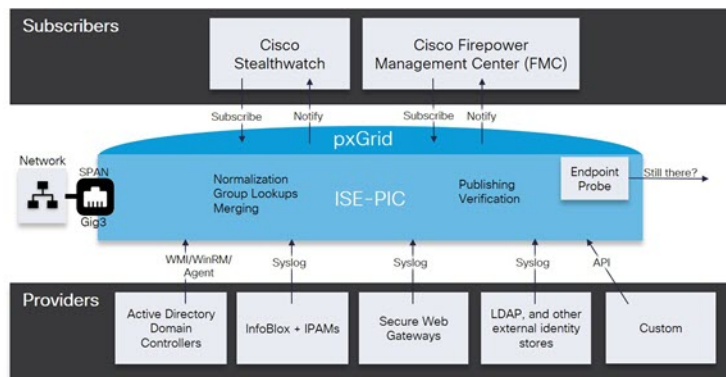 Subscribers
Cisco
Stealthwatch
Cisco Firepower
Management Center (FMC)
Subscribe
Notify
Subscribe
Notify
pxGrid
Network
SPAN
Gig3
Normalization
Group Lookups
Merging
ISE-PIC
Publishing
Verification
Endpoint
Probe
Still there?
WMI/WinRM/
Agent
Syslog
Syslog
Syslog
API
Providers
Active Directory
Domain
Controllers
InfoBlox + IPAMs
Secure Web
Gateways
LDAP, and other
external identity
stores
Custom